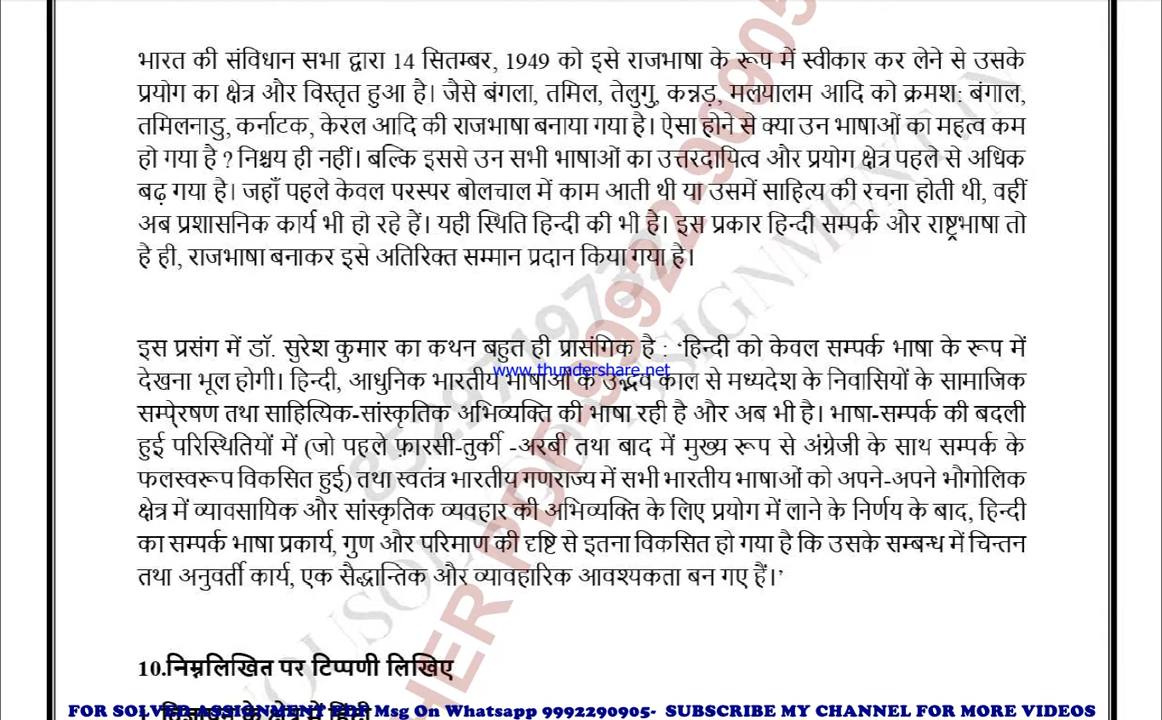 भारत की संविधान सभा द्वारा 14 सितम्बर, 1949 को इसे राजभाषा के रूप में स्वीकार कर लेने से उसके
प्रयोग का क्षेत्र और विस्तृत हुआ है। जैसे बंगला, तमिल, तेलुगु, कन्नड़, मलयालम आदि को क्रमश: बंगाल,
तमिलनाडु, कर्नाटक, केरल आदि की राजभाषा बनाया गया है। ऐसा होने से क्या उन भाषाओं का महत्व कम
हो गया है ? निश्चय ही नहीं। बल्कि इससे उन सभी भाषाओं का उत्तरदायित्व और प्रयोग क्षेत्र पहले से अधिक
बढ़ गया है। जहाँ पहले केवल परस्पर बोलचाल में काम आती थी या उसमें साहित्य की रचना होती थी, वहीं
अब प्रशासनिक कार्य भी हो रहे हैं। यही स्थिति हिन्दी की भी है। इस प्रकार हिन्दी सम्पर्क और राष्ट्रभाषा तो
है ही, राजभाषा बनाकर इसे अतिरिक्त सम्मान प्रदान किया गया है।
इस प्रसंग में डॉ. सुरेश कुमार का कथन बहुत ही प्रासंगिक है : 'हिन्दी को केवल सम्पर्क भाषा के रूप में
www.thundershare.net
देखना भूल होगी। हिन्दी, आधुनिक भारतीय भाषाओं के उद्भव काल से मध्यदेश के निवासियों के सामाजिक
सम्प्रेषण तथा साहित्यिक-सांस्कृतिक अभिव्यक्ति की भाषा रही है और अब भी है। भाषा-सम्पर्क की बदली
हुई परिस्थितियों में (जो पहले फ़ारसी-तुर्की -अरबी तथा बाद में मुख्य रूप से अंग्रेजी के साथ सम्पर्क के
फलस्वरूप विकसित हुई) तथा स्वतंत्र भारतीय गणराज्य में सभी भारतीय भाषाओं को अपने-अपने भौगोलिक
क्षेत्र में व्यावसायिक और सांस्कृतिक व्यवहार की अभिव्यक्ति के लिए प्रयोग में लाने के निर्णय के बाद, हिन्दी
का सम्पर्क भाषा प्रकार्य, गुण और परिमाण की दृष्टि से इतना विकसित हो गया है कि उसके सम्बन्ध में चिन्तन
तथा अनुवर्ती कार्य, एक सैद्धान्तिक और व्यावहारिक आवश्यकता बन गए हैं।'
10.निम्नलिखित पर टिप्पणी लिखिए
FOR SOLVED ASSIGNMENT PDF Msg On Whatsapp 9992290905- SUBSCRIBE MY CHANNEL FOR MORE VIDEOS